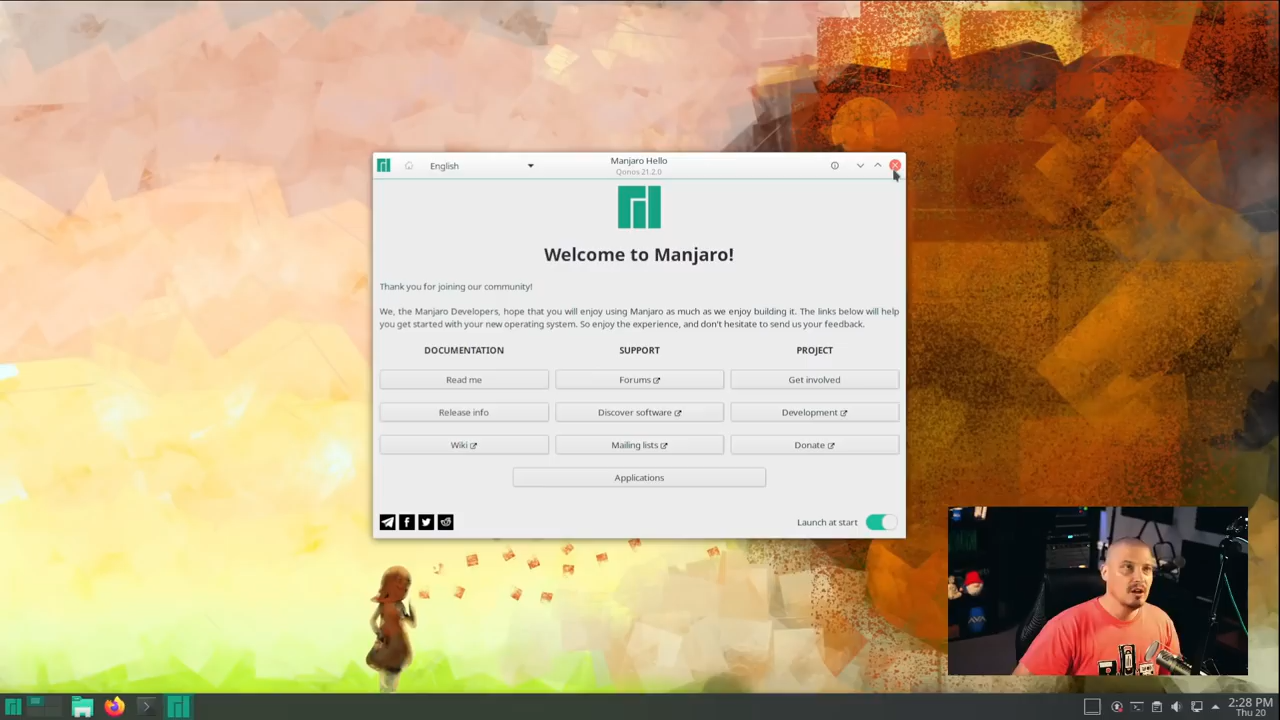 English
Manjaro Hello
Qonos 21.2.0
Welcome to Manjaro!
Thank you for joining our community!
We, the Manjaro Developers, hope that you will enjoy using Manjaro as much as we enjoy building it. The links below will help
you get started with your new operating system. So enjoy the experience, and don't hesitate to send us your feedback.
DOCUMENTATION SUPPORT PROJECT
Read me Forums Get involved
Release info Discover software Development
Wiki Mailing lists Donate
Applications
Launch at start
2:28 PM
Thu 20